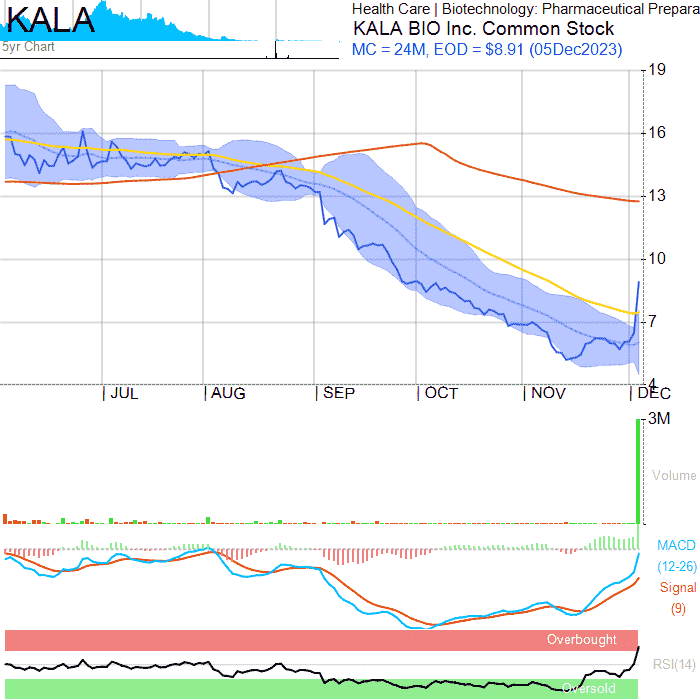 KALA
5yr Chart
Health Care | Biotechnology: Pharmaceutical Prepara
KALA BIO Inc. Common Stock
MC = 24M, EOD = $8.91 (05Dec2023)
19
16
13
10
7
4
JUL
AUG
SEP
OCT
NOV
DEC
3M
Volume
MACD
(12-26)
Signal
(9)
Overbought
RSI(14)
Oversold